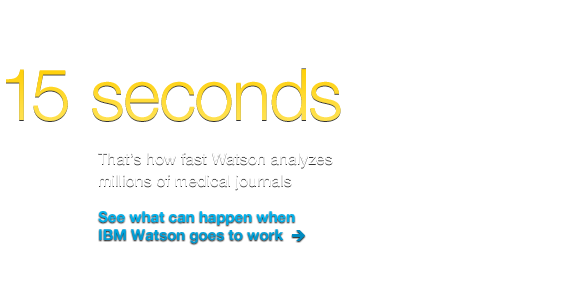 15 seconds
That's how fast Watson analyzes
millions of medical journals
See what can happen when
IBM Watson goes to work →